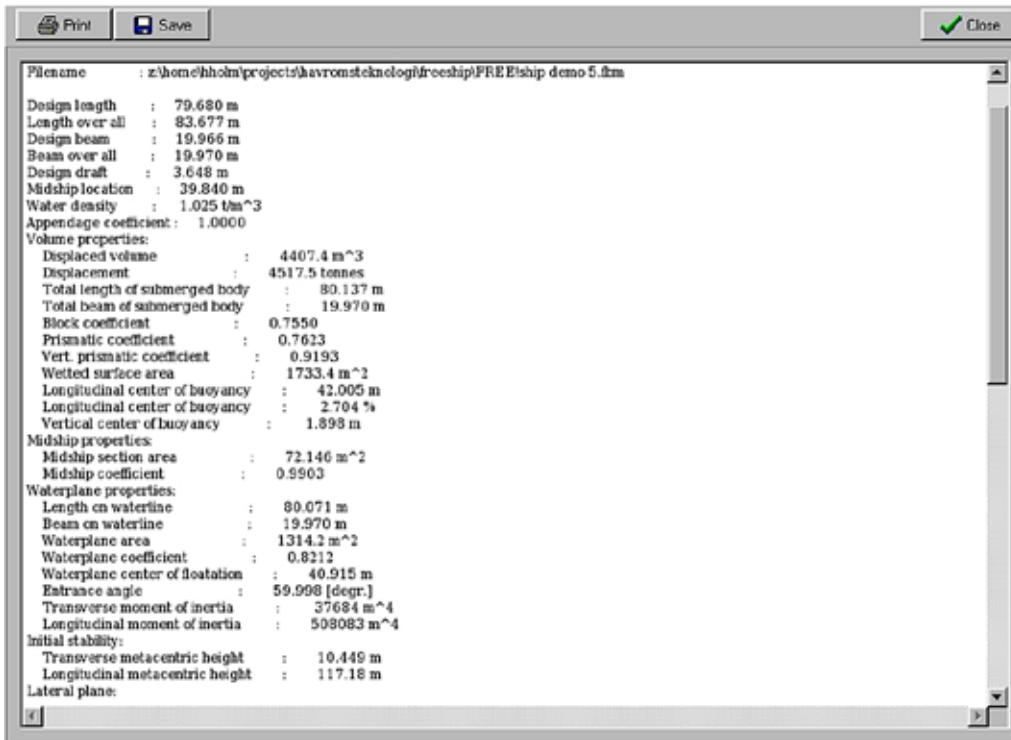 Print Save Close
Filename : z:\home\hholm\projects\havromsteknologi\freeship\FREE!ship demo 5.fbm
Design length : 79.680 m
Length over all : 83.677 m
Design beam : 19.966 m
Beam over all : 19.970 m
Design draft : 3.648 m
Midship location : 39.840 m
Water density : 1.025 t/m^3
Appendage coefficient : 1.0000
Volume properties:
Displaced volume : 4407.4 m^3
Displacement : 4517.5 tonnes
Total length of submerged body : 80.137 m
Total beam of submerged body : 19.970 m
Block coefficient : 0.7550
Prismatic coefficient : 0.7623
Vert. prismatic coefficient : 0.9193
Wetted surface area : 1733.4 m^2
Longitudinal center of buoyancy : 42.005 m
Longitudinal center of buoyancy : 2.704 %
Vertical center of buoyancy : 1.898 m
Midship properties:
Midship section area : 72.146 m^2
Midship coefficient : 0.9903
Waterplane properties:
Length on waterline : 80.071 m
Beam on waterline : 19.970 m
Waterplane area : 1314.2 m^2
Waterplane coefficient : 0.8212
Waterplane center of floatation : 40.915 m
Entrance angle : 59.998 [degr.]
Transverse moment of inertia : 37684 m^4
Longitudinal moment of inertia : 508083 m^4
Initial stability:
Transverse metacentric height : 10.449 m
Longitudinal metacentric height : 117.18 m
Lateral plane: